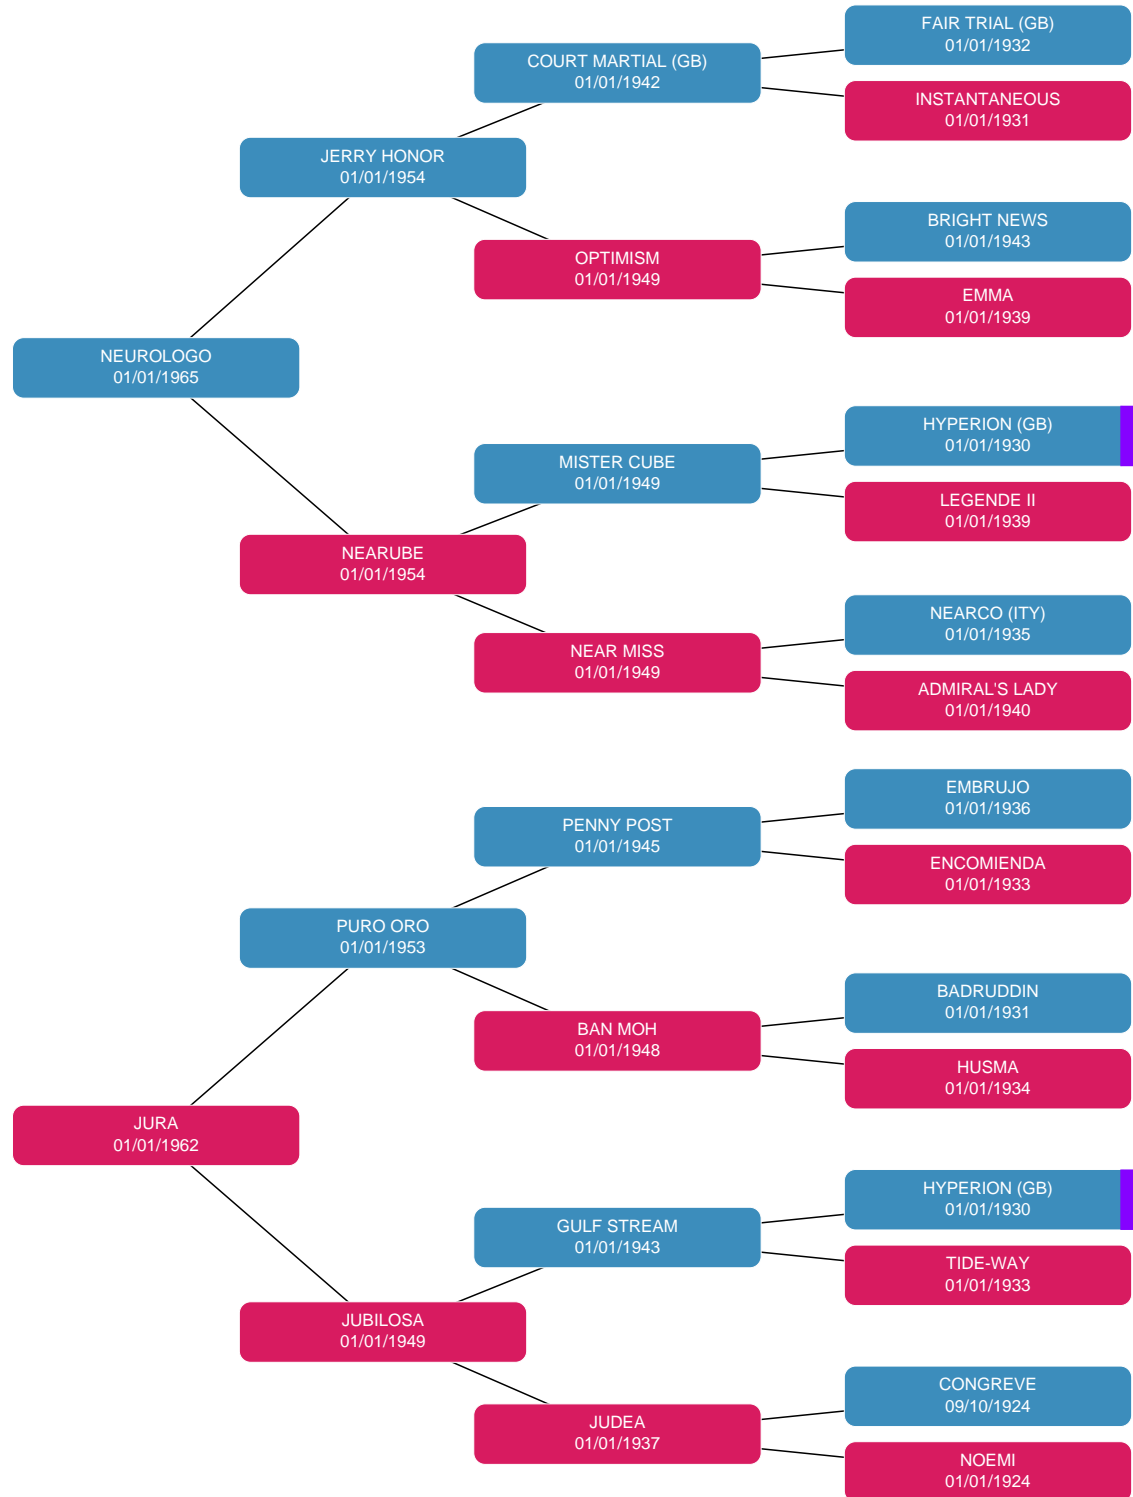 FAIR TRIAL (GB)
01/01/1932
COURT MARTIAL (GB)
01/01/1942
INSTANTANEOUS
01/01/1931
JERRY HONOR
01/01/1954
BRIGHT NEWS
01/01/1943
OPTIMISM
01/01/1949
EMMA
01/01/1939
NEUROLOGO
01/01/1965
HYPERION (GB)
01/01/1930
MISTER CUBE
01/01/1949
LEGENDE II
01/01/1939
NEARUBE
01/01/1954
NEARCO (ITY)
01/01/1935
NEAR MISS
01/01/1949
ADMIRAL'S LADY
01/01/1940
EMBRUJO
01/01/1936
PENNY POST
01/01/1945
ENCOMIENDA
01/01/1933
PURO ORO
01/01/1953
BADRUDDIN
01/01/1931
BAN MOH
01/01/1948
HUSMA
01/01/1934
JURA
01/01/1962
HYPERION (GB)
01/01/1930
GULF STREAM
01/01/1943
TIDE-WAY
01/01/1933
JUBILOSA
01/01/1949
CONGREVE
09/10/1924
JUDEA
01/01/1937
NOEMI
01/01/1924